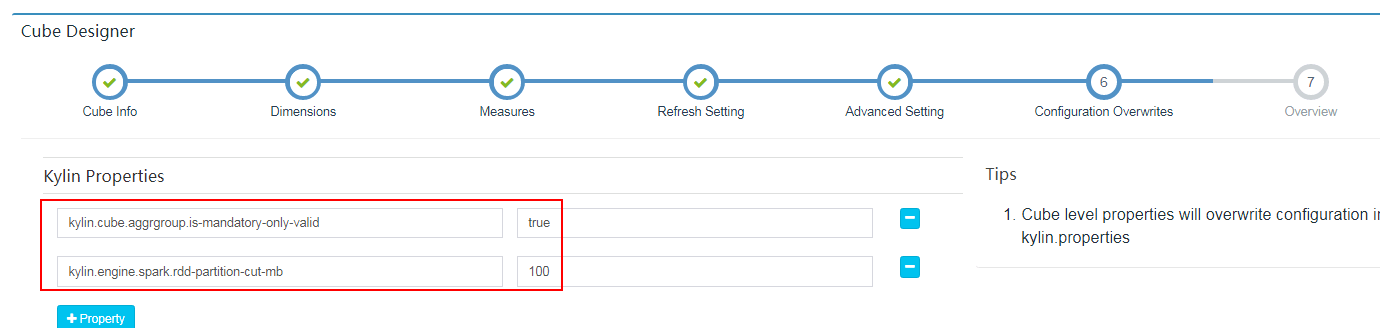 Cube Designer
6
7
Cube Info
Dimensions
Measures
Refresh Setting
Advanced Setting
Configuration Overwrites
Overview
Kylin Properties
kylin.cube.aggrgroup.is-mandatory-only-valid
true
kylin.engine.spark.rdd-partition-cut-mb
100
+ Property
Tips
1. Cube level properties will overwrite configuration in
kylin.properties